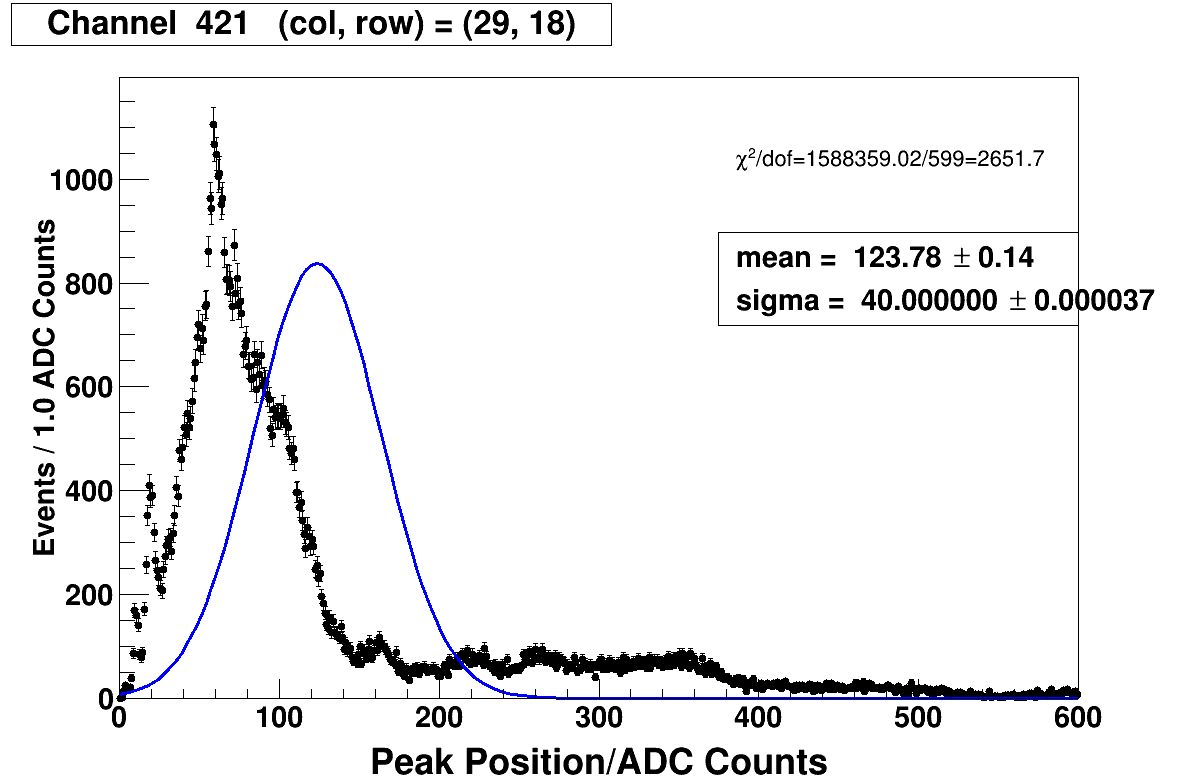 Channel 421 (col, row) = (29, 18)
χ²/dof=1588359.02/599=2651.7
mean = 123.78 ± 0.14
sigma = 40.000000 ± 0.000037
Events / 1.0 ADC Counts
1000
800
600
400
200
0
0 100 200 300 400 500 600
Peak Position/ADC Counts